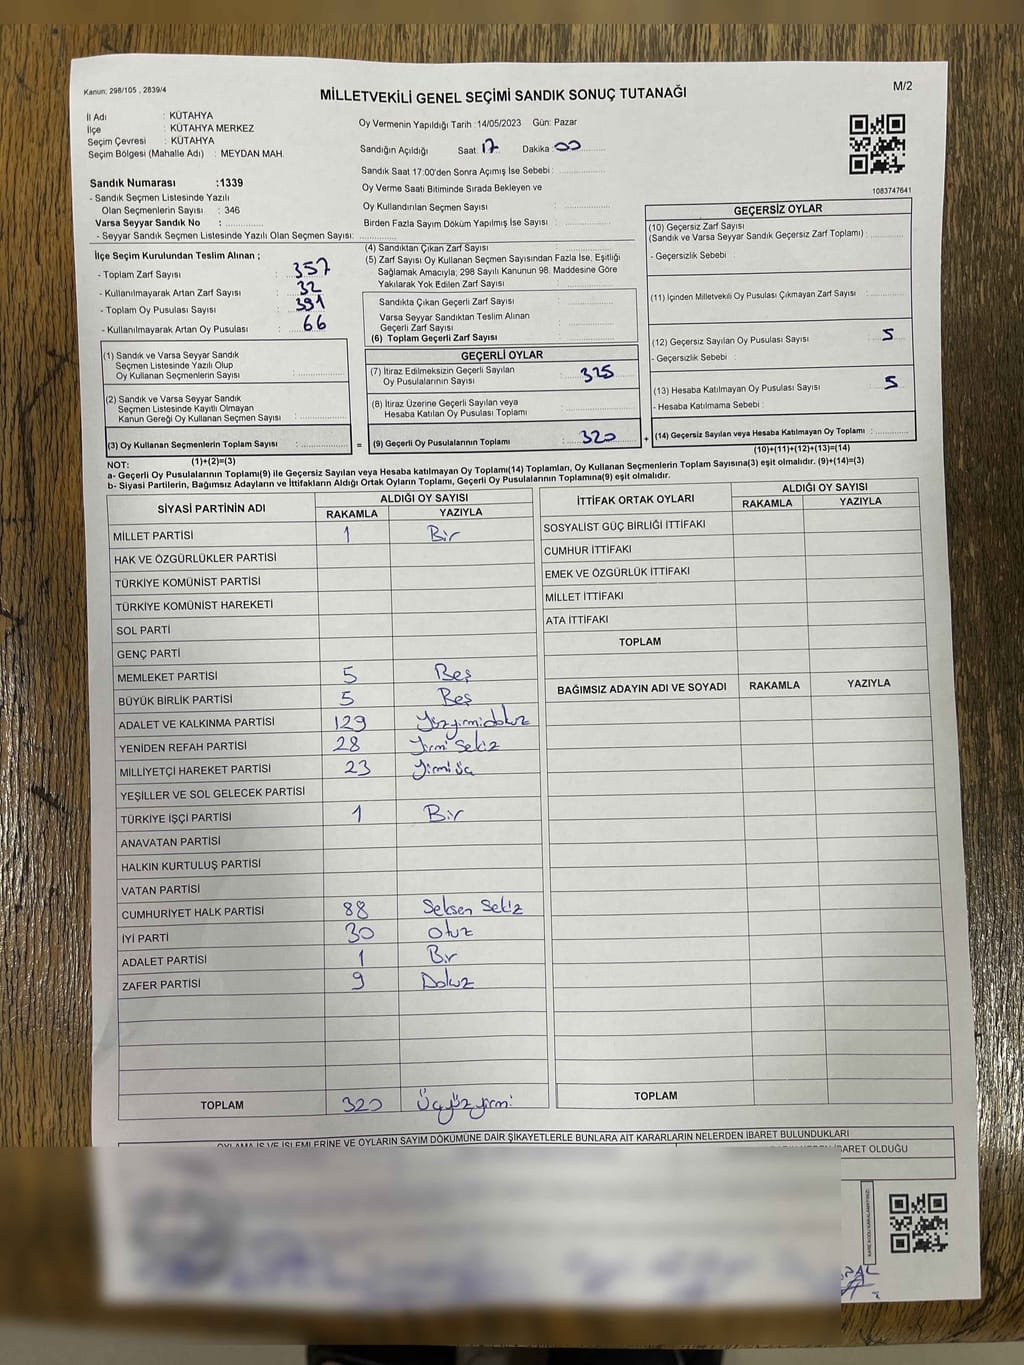 Kanun; 298/105 , 2839/4
MİLLETVEKİLİ GENEL SEÇİMİ SANDIK SONUÇ TUTANAĞI
M/2
İl Adı : KÜTAHYA
İlçe : KÜTAHYA MERKEZ
Seçim Çevresi : KÜTAHYA
Seçim Bölgesi (Mahalle Adı) : MEYDAN MAH.
Oy Vermenin Yapıldığı Tarih :14/05/2023 Gün: Pazar
Sandığın Açıldığı Saat 17 Dakika 00
Sandık Saat 17:00'den Sonra Açımış İse Sebebi :
Oy Verme Saati Bitiminde Sırada Bekleyen ve
Oy Kullandırılan Seçmen Sayısı :
Birden Fazla Sayım Döküm Yapılmış İse Sayısı :
1083747641
Sandık Numarası :1339
- Sandık Seçmen Listesinde Yazılı
Olan Seçmenlerin Sayısı : 346
Varsa Seyyar Sandık No :
- Seyyar Sandık Seçmen Listesinde Yazılı Olan Seçmen Sayısı:
İlçe Seçim Kurulundan Teslim Alınan ;
- Toplam Zarf Sayısı : 357
- Kullanılmayarak Artan Zarf Sayısı : 32
- Toplam Oy Pusulası : 391
- Kullanılmayarak Artan Oy Pusulası : 66
(4) Sandıktan Çıkan Zarf Sayısı :
(5) Zarf Sayısı Oy Kullanan Seçmen Sayısından Fazla İse, Eşitliği
Sağlamak Amacıyla; 298 Sayılı Kanunun 98. Maddesine Göre
Yakılarak Yok Edilen Zarf Sayısı :
Sandıkta Çıkan Geçerli Zarf Sayısı :
Varsa Seyyar Sandıktan Teslim Alınan
Geçerli Zarf Sayısı :
(6) Toplam Geçerli Zarf Sayısı :
GEÇERSİZ OYLAR
(10) Geçersiz Zarf Sayısı
(Sandık ve Varsa Seyyar Sandık Geçersiz Zarf Toplamı) :
- Geçersizlik Sebebi :
(11) İçinden Milletvekili Oy Pusulası Çıkmayan Zarf Sayısı :
(12) Geçersiz Sayılan Oy Pusulası Sayısı : 5
- Geçersizlik Sebebi :
(13) Hesaba Katılmayan Oy Pusulası Sayısı : 5
- Hesaba Katılmama Sebebi :
(14) Geçersiz Sayılan veya Hesaba Katılmayan Oy Toplamı :
(10)+(11)+(12)+(13)=(14)
(1) Sandık ve Varsa Seyyar Sandık
Seçmen Listesinde Yazılı Olup
Oy Kullanan Seçmenlerin Sayısı :
(2) Sandık ve Varsa Seyyar Sandık
Seçmen Listesinde Kayıtlı Olmayan
Kanun Gereği Oy Kullanan Seçmen Sayısı :
(3) Oy Kullanan Seçmenlerin Toplam Sayısı : =
(1)+(2)=(3)
GEÇERLİ OYLAR
(7) İtiraz Edilmeksizin Geçerli Sayılan
Oy Pusulalarının Sayısı : 325
(8) İtiraz Üzerine Geçerli Sayılan veya
Hesaba Katılan Oy Pusulası Toplamı :
(9) Geçerli Oy Pusulalarının Toplamı : 320 +
NOT:
a- Geçerli Oy Pusulalarının Toplamı(9) ile Geçersiz Sayılan veya Hesaba katılmayan Oy Toplamı(14) Toplamları, Oy Kullanan Seçmenlerin Toplam Sayısına(3) eşit olmalıdır. (9)+(14)=(3)
b- Siyasi Partilerin, Bağımsız Adayların ve İttifakların Aldığı Ortak Oyların Toplamı, Geçerli Oy Pusulalarının Toplamına(9) eşit olmalıdır.
SİYASİ PARTİNİN ADI ALDIĞI OY SAYISI
RAKAMLA YAZIYLA
MİLLET PARTİSİ 1 Bir
HAK VE ÖZGÜRLÜKLER PARTİSİ
TÜRKİYE KOMÜNİST PARTİSİ
TÜRKİYE KOMÜNİST HAREKETİ
SOL PARTİ
GENÇ PARTİ
MEMLEKET PARTİSİ 5 Beş
BÜYÜK BİRLİK PARTİSİ 5 Beş
ADALET VE KALKINMA PARTİSİ 129 Yüzyirmidokuz
YENİDEN REFAH PARTİSİ 28 Yirmi Sekiz
MİLLİYETÇİ HAREKET PARTİSİ 23 Yirmi üç
YEŞİLLER VE SOL GELECEK PARTİSİ
TÜRKİYE İŞÇİ PARTİSİ 1 Bir
ANAVATAN PARTİSİ
HALKIN KURTULUŞ PARTİSİ
VATAN PARTİSİ
CUMHURİYET HALK PARTİSİ 88 Seksen Sekiz
İYİ PARTİ 30 Otuz
ADALET PARTİSİ 1 Bir
ZAFER PARTİSİ 9 Dokuz
TOPLAM 320 Üçyüzyirmi
İTTİFAK ORTAK OYLARI ALDIĞI OY SAYISI
RAKAMLA YAZIYLA
SOSYALİST GÜÇ BİRLİĞİ İTTİFAKI
CUMHUR İTTİFAKI
EMEK VE ÖZGÜRLÜK İTTİFAKI
MİLLET İTTİFAKI
ATA İTTİFAKI
TOPLAM
BAĞIMSIZ ADAYIN ADI VE SOYADI RAKAMLA YAZIYLA
TOPLAM
OYLAMA İŞ VE İŞLEMLERİNE VE OYLARIN SAYIM DÖKÜMÜNE DAİR ŞİKAYETLERLE BUNLARA AİT KARARLARIN NELERDEN İBARET BULUNDUKLARI
İBARET OLDUĞU